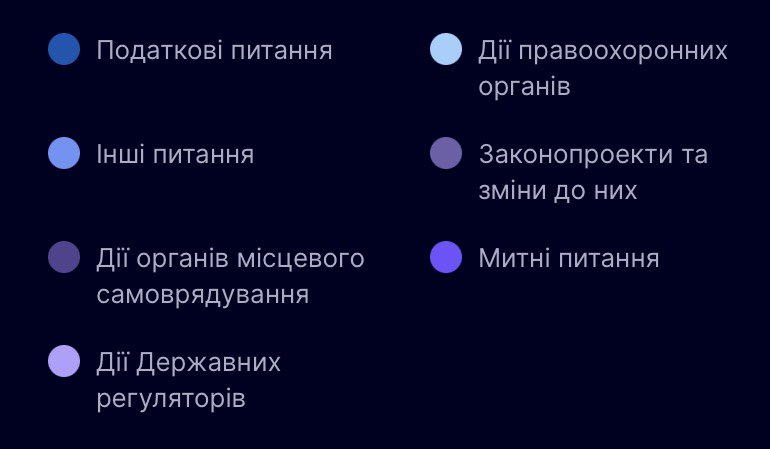 Податкові питання
Дії правоохоронних
органів
Інші питання
Законопроекти та
зміни до них
Дії органів місцевого
самоврядування
Митні питання
Дії Державних
регуляторів